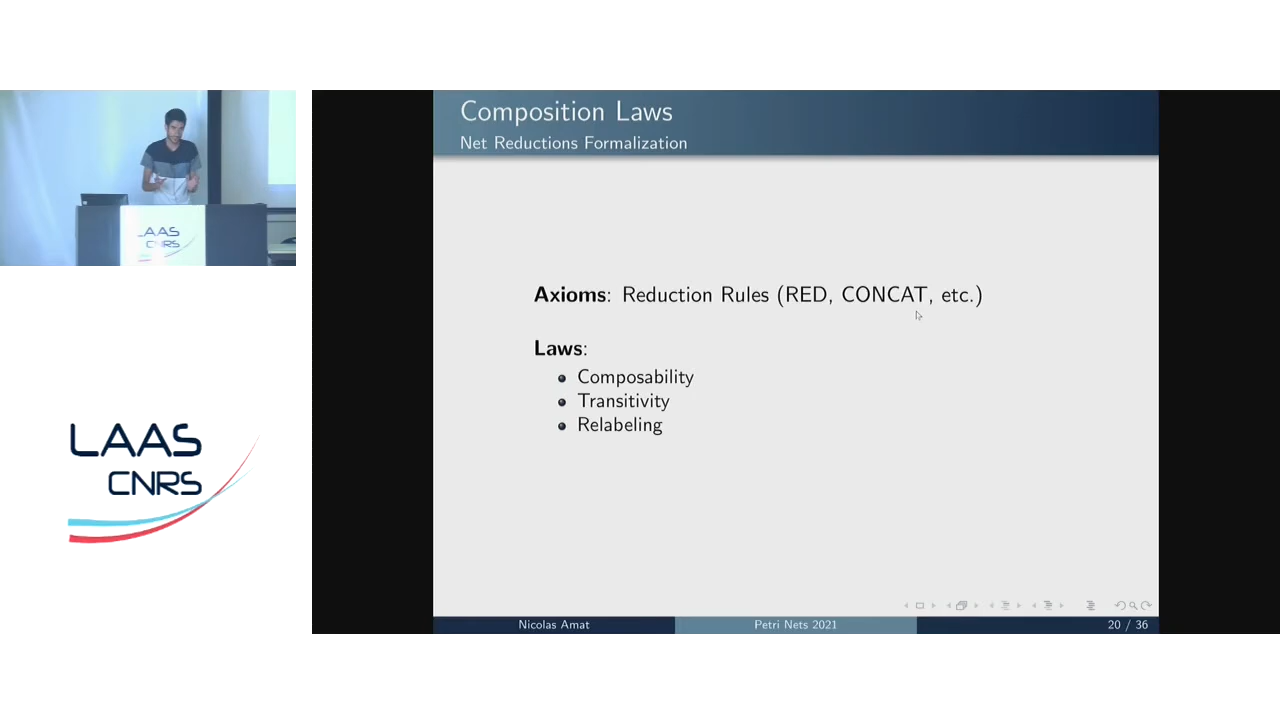 Composition Laws
Net Reductions Formalization
Axioms: Reduction Rules (RED, CONCAT, etc.)
Laws:
Composability
Transitivity
Relabeling
Nicolas Amat
Petri Nets 2021
20 / 36
LAAS
CNRS
LAAS
CNRS